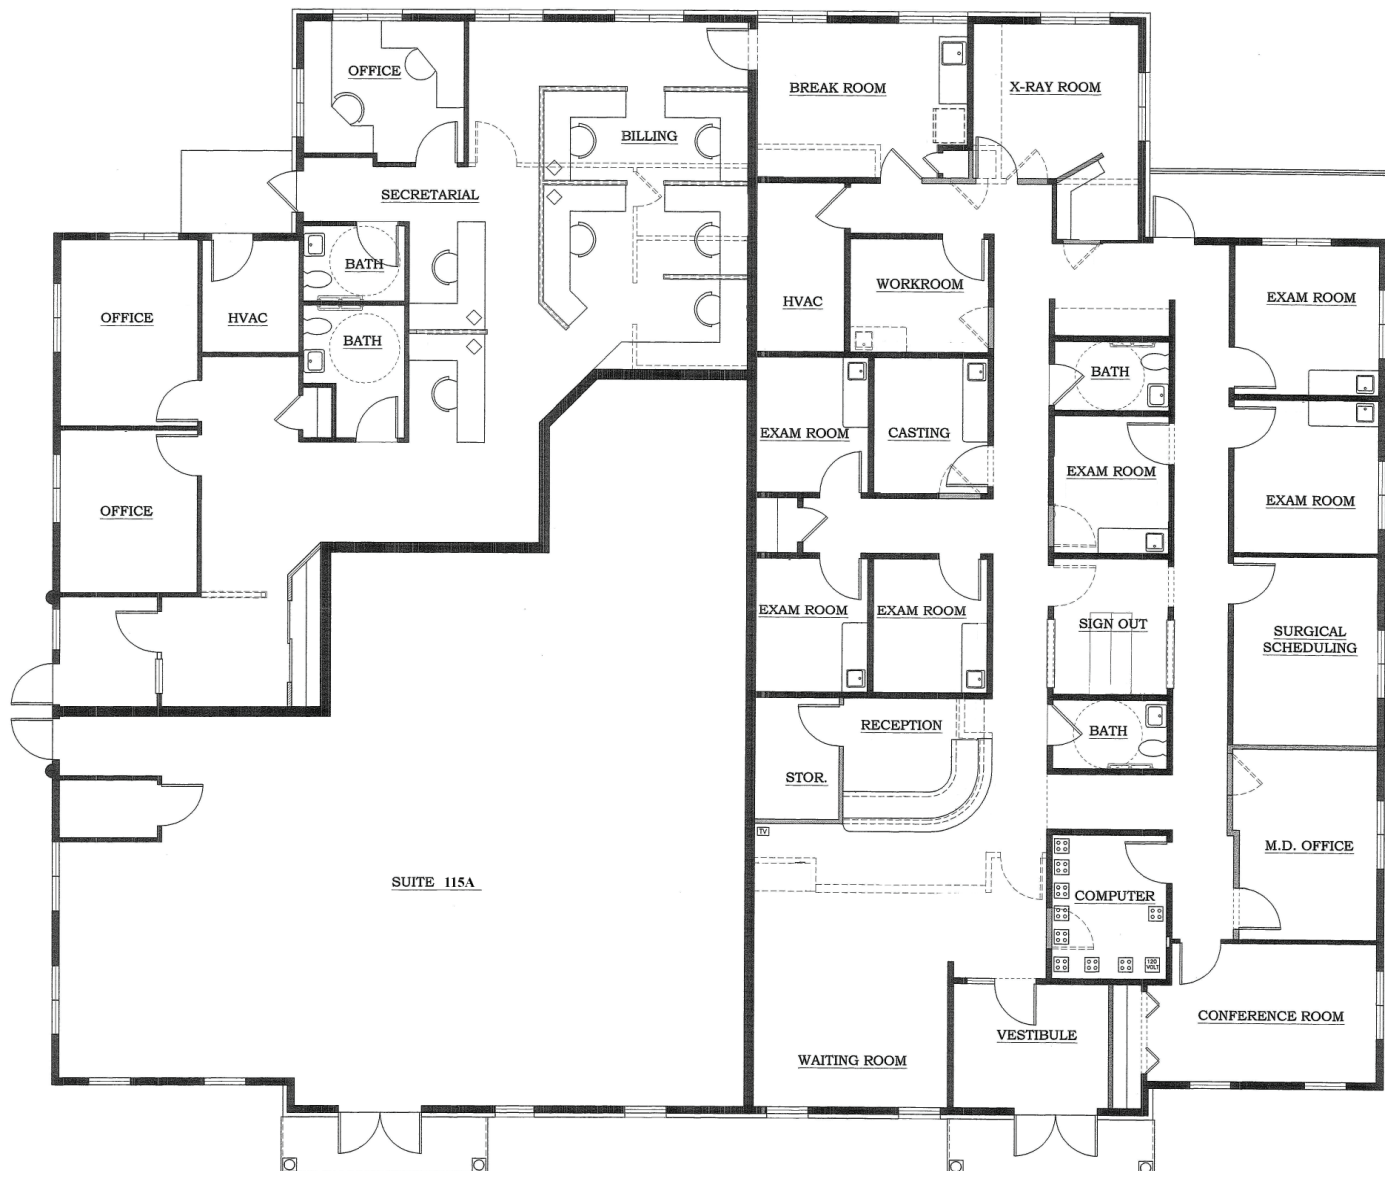 OFFICE
BREAK ROOM
X-RAY ROOM
BILLING
SECRETARIAL
BATH
WORKROOM
OFFICE
HVAC
HVAC
EXAM ROOM
BATH
BATH
EXAM ROOM
CASTING
EXAM ROOM
EXAM ROOM
OFFICE
EXAM ROOM
EXAM ROOM
SIGN OUT
SURGICAL
SCHEDULING
RECEPTION
BATH
STOR.
TV
M.D. OFFICE
SUITE 115A
COMPUTER
120
VOLT
CONFERENCE ROOM
VESTIBULE
WAITING ROOM